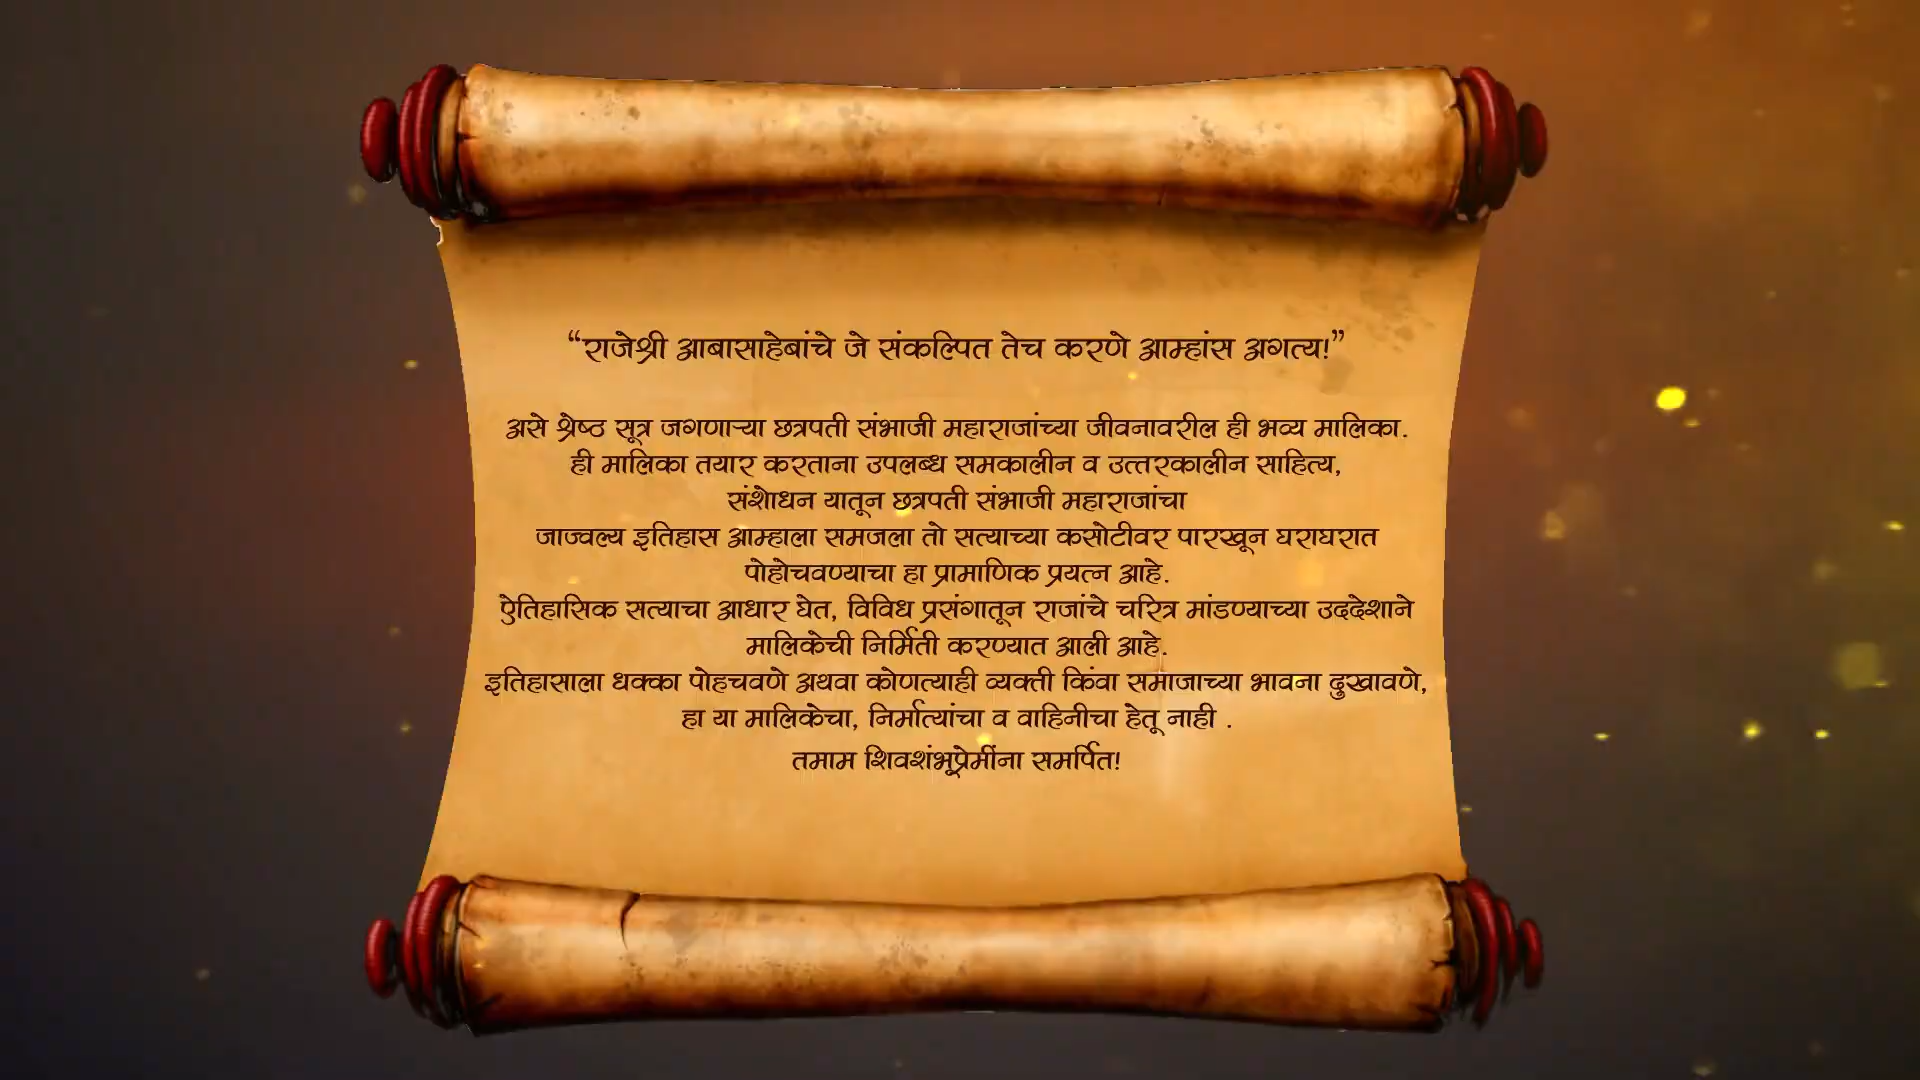 “राजेश्री आबासाहेबांचे जे संकल्पित तेच करणे आम्हांस अगत्य!”
असे श्रेष्ठ सूत्र जगणाऱ्या छत्रपती संभाजी महाराजांच्या जीवनावरील ही भव्य मालिका.
ही मालिका तयार करताना उपलब्ध समकालीन व उत्तरकालीन साहित्य,
संशोधन यातून छत्रपती संभाजी महाराजांचा
जाज्वल्य इतिहास आम्हाला समजला तो सत्याच्या कसोटीवर पारखून घराघरात
पोहोचवण्याचा हा प्रामाणिक प्रयत्न आहे.
ऐतिहासिक सत्याचा आधार घेत, विविध प्रसंगातून राजांचे चरित्र मांडण्याच्या उददेशाने
मालिकेची निर्मिती करण्यात आली आहे.
इतिहासाला धक्का पोहचवणे अथवा कोणत्याही व्यक्ती किंवा समाजाच्या भावना दुखावणे,
हा या मालिकेचा, निर्मात्यांचा व वाहिनीचा हेतू नाही .
तमाम शिवशंभूप्रेमींना समर्पित!